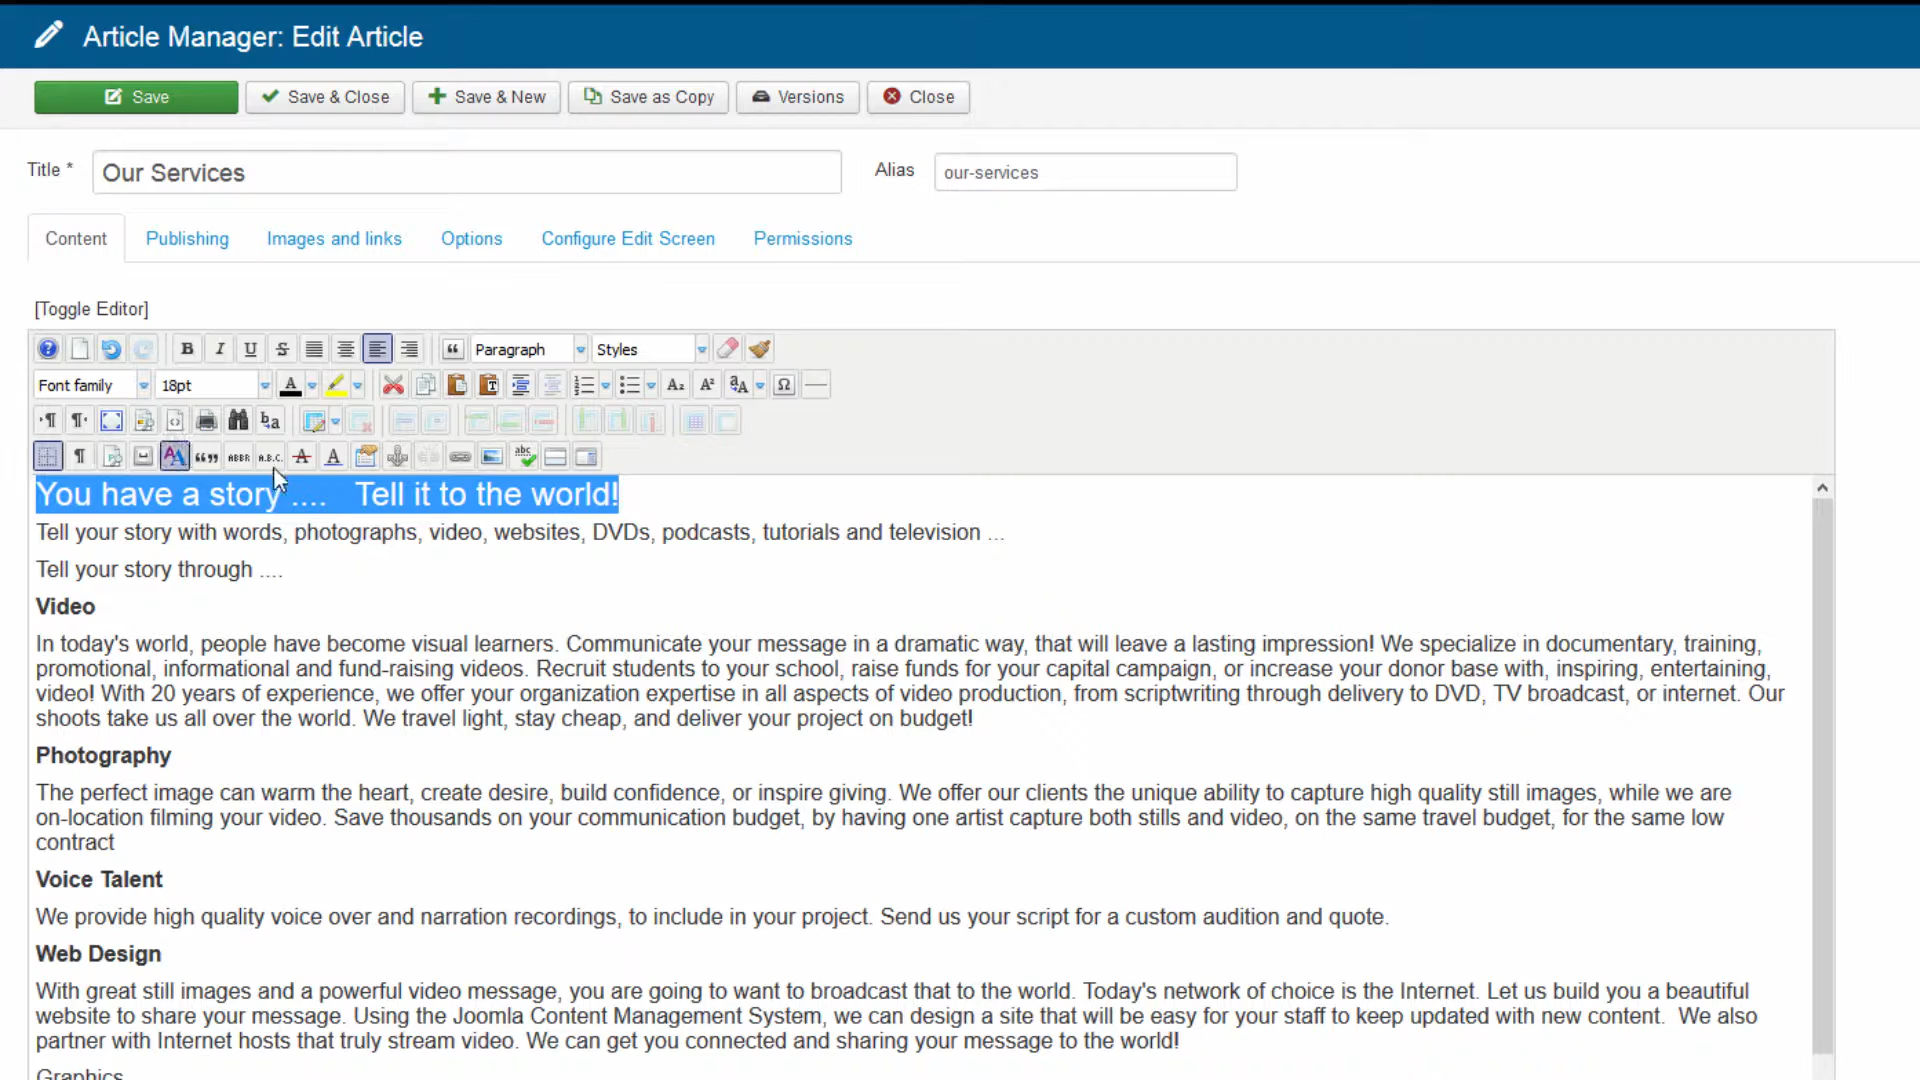 Article Manager: Edit Article
Save
Save & Close
Save & New
Save as Copy
Versions
Close
Title *
Our Services
Alias
our-services
Content
Publishing
Images and links
Options
Configure Edit Screen
Permissions
[Toggle Editor]
B I U S
Paragraph
Styles
Font family
18pt
ABBR
A.B.C.
You have a story .... Tell it to the world!
Tell your story with words, photographs, video, websites, DVDs, podcasts, tutorials and television ...
Tell your story through ....
Video
In today's world, people have become visual learners. Communicate your message in a dramatic way, that will leave a lasting impression! We specialize in documentary, training,
promotional, informational and fund-raising videos. Recruit students to your school, raise funds for your capital campaign, or increase your donor base with, inspiring, entertaining,
video! With 20 years of experience, we offer your organization expertise in all aspects of video production, from scriptwriting through delivery to DVD, TV broadcast, or internet. Our
shoots take us all over the world. We travel light, stay cheap, and deliver your project on budget!
Photography
The perfect image can warm the heart, create desire, build confidence, or inspire giving. We offer our clients the unique ability to capture high quality still images, while we are
on-location filming your video. Save thousands on your communication budget, by having one artist capture both stills and video, on the same travel budget, for the same low
contract
Voice Talent
We provide high quality voice over and narration recordings, to include in your project. Send us your script for a custom audition and quote.
Web Design
With great still images and a powerful video message, you are going to want to broadcast that to the world. Today's network of choice is the Internet. Let us build you a beautiful
website to share your message. Using the Joomla Content Management System, we can design a site that will be easy for your staff to keep updated with new content. We also
partner with Internet hosts that truly stream video. We can get you connected and sharing your message to the world!
Graphics